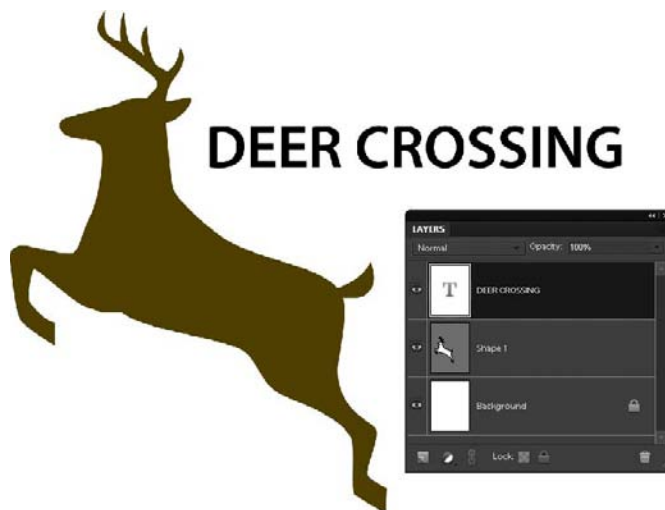 DEER CROSSING
LAYERS
Normal Opacity: 100%
T DEER CROSSING
Shape 1
Background
Lock: